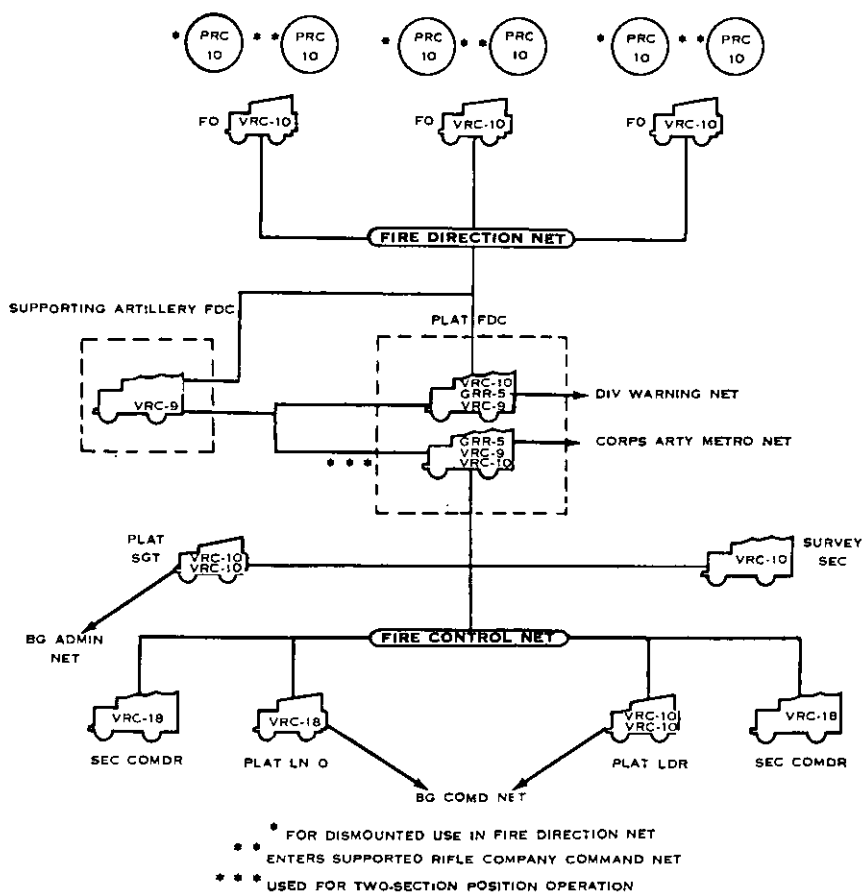 * PRC 10 * * PRC 10 * PRC 10 * * PRC 10 * PRC 10 * * PRC 10
FO VRC-10 FO VRC-10 FO VRC-10
FIRE DIRECTION NET
SUPPORTING ARTILLERY FDC
PLAT FDC
VRC-9
VRC-10
GRR-5
VRC-9
DIV WARNING NET
* * *
GRR-5
VRC-9
VRC-10
CORPS ARTY METRO NET
PLAT
SGT
VRC-10
VRC-10
VRC-10
SURVEY
SEC
BG ADMIN
NET
FIRE CONTROL NET
VRC-18
SEC COMDR
VRC-18
PLAT LN O
VRC-10
VRC-10
PLAT LDR
VRC-18
SEC COMDR
BG COMD NET
* FOR DISMOUNTED USE IN FIRE DIRECTION NET
* * ENTERS SUPPORTED RIFLE COMPANY COMMAND NET
* * * USED FOR TWO-SECTION POSITION OPERATION